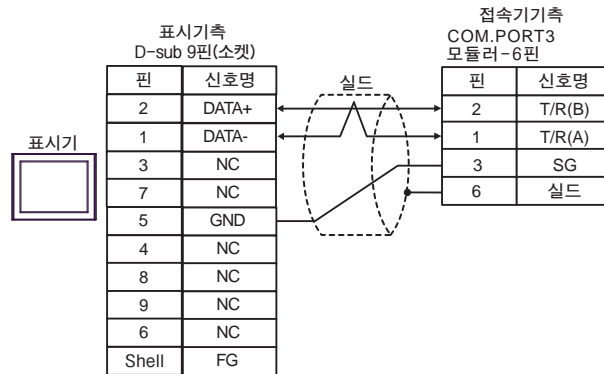 표시기측
D-sub 9핀(소켓)
접속기기측
COM.PORT3
모듈러-6핀
표시기
실드
핀 신호명
2 DATA+
1 DATA-
3 NC
7 NC
5 GND
4 NC
8 NC
9 NC
6 NC
Shell FG
핀 신호명
2 T/R(B)
1 T/R(A)
3 SG
6 실드